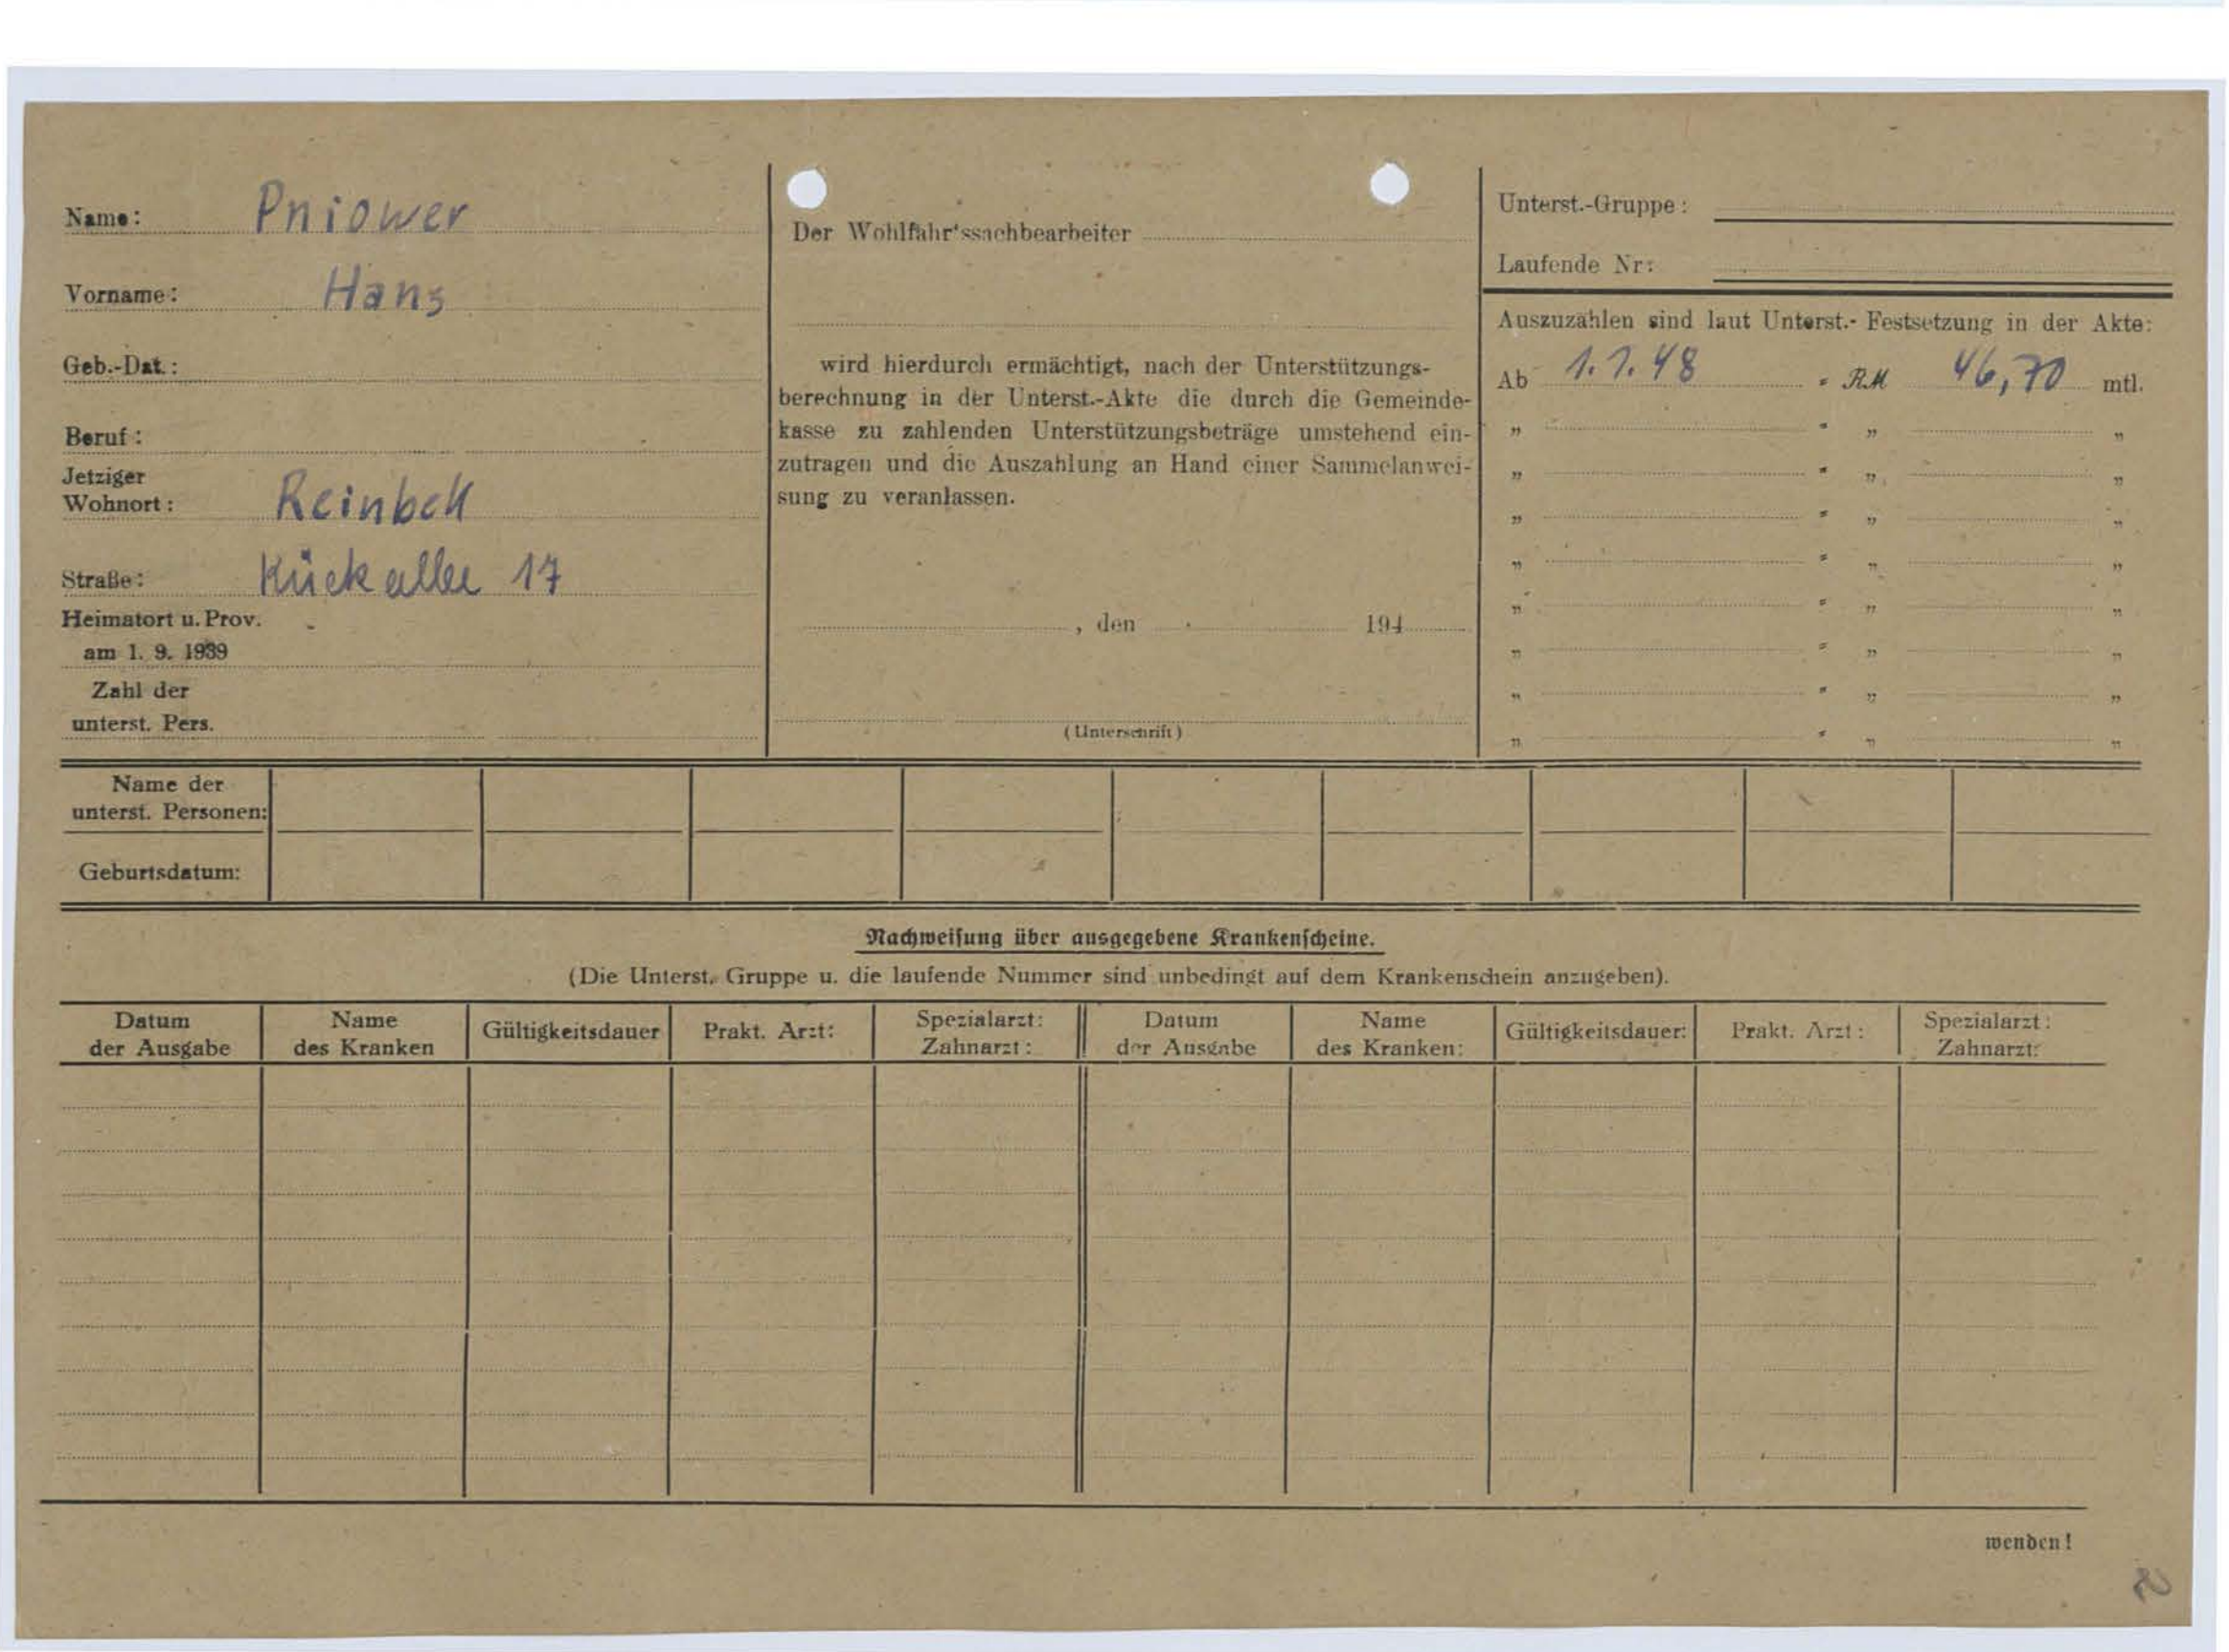 Name: Pniower
Vorname: Hans
Geb.-Dat.:
Beruf:
Jetziger
Wohnort: Reinbek
Straße: Kückallee 17
Heimatort u. Prov.
am 1. 9. 1939
Zahl der
unterst. Pers.
Der Wohlfahr'ssachbearbeiter
wird hierdurch ermächtigt, nach der Unterstützungs-
berechnung in der Unterst.-Akte die durch die Gemeinde-
kasse zu zahlenden Unterstützungsbeträge umstehend ein-
zutragen und die Auszahlung an Hand einer Sammelanwei-
sung zu veranlassen.
, den 194
(Unterschrift)
Unterst.-Gruppe:
Laufende Nr:
Auszuzahlen sind laut Unterst.- Festsetzung in der Akte:
Ab 1.1.48 = RM 46,70 mtl.
„ = „ „
„ = „ „
„ = „ „
„ = „ „
„ = „ „
„ = „ „
„ = „ „
„ = „ „
Name der
unterst. Personen:
Geburtsdatum:
Nachweisung über ausgegebene Krankenscheine.
(Die Unterst. Gruppe u. die laufende Nummer sind unbedingt auf dem Krankenschein anzugeben).
Datum der Ausgabe Name des Kranken Gültigkeitsdauer Prakt. Arzt: Spezialarzt: Zahnarzt: Datum der Ausgabe Name des Kranken: Gültigkeitsdauer: Prakt. Arzt: Spezialarzt: Zahnarzt:
wenden!